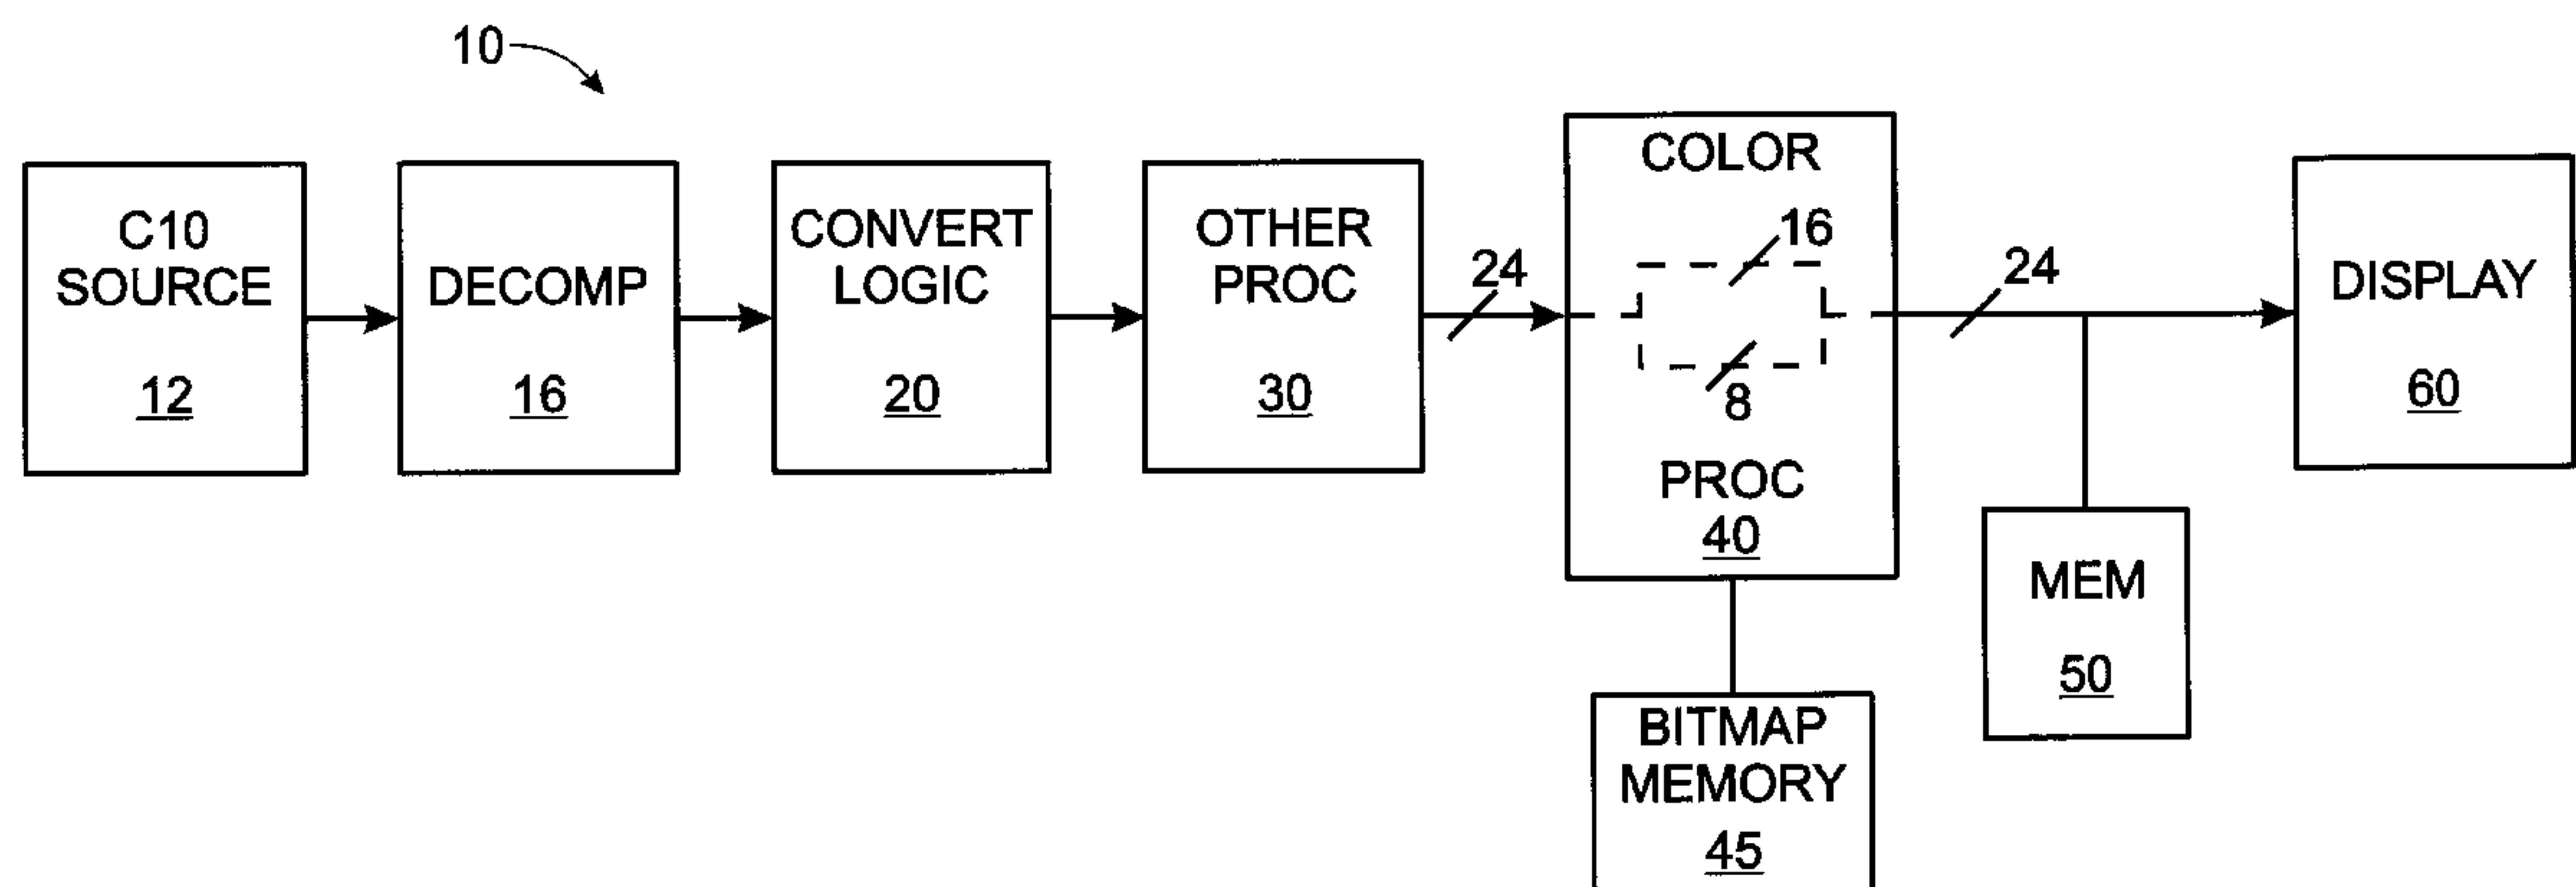 10
C10
SOURCE
12
DECOMP
16
CONVERT
LOGIC
20
OTHER
PROC
30
24
COLOR
16
8
PROC
40
24
BITMAP
MEMORY
45
MEM
50
DISPLAY
60